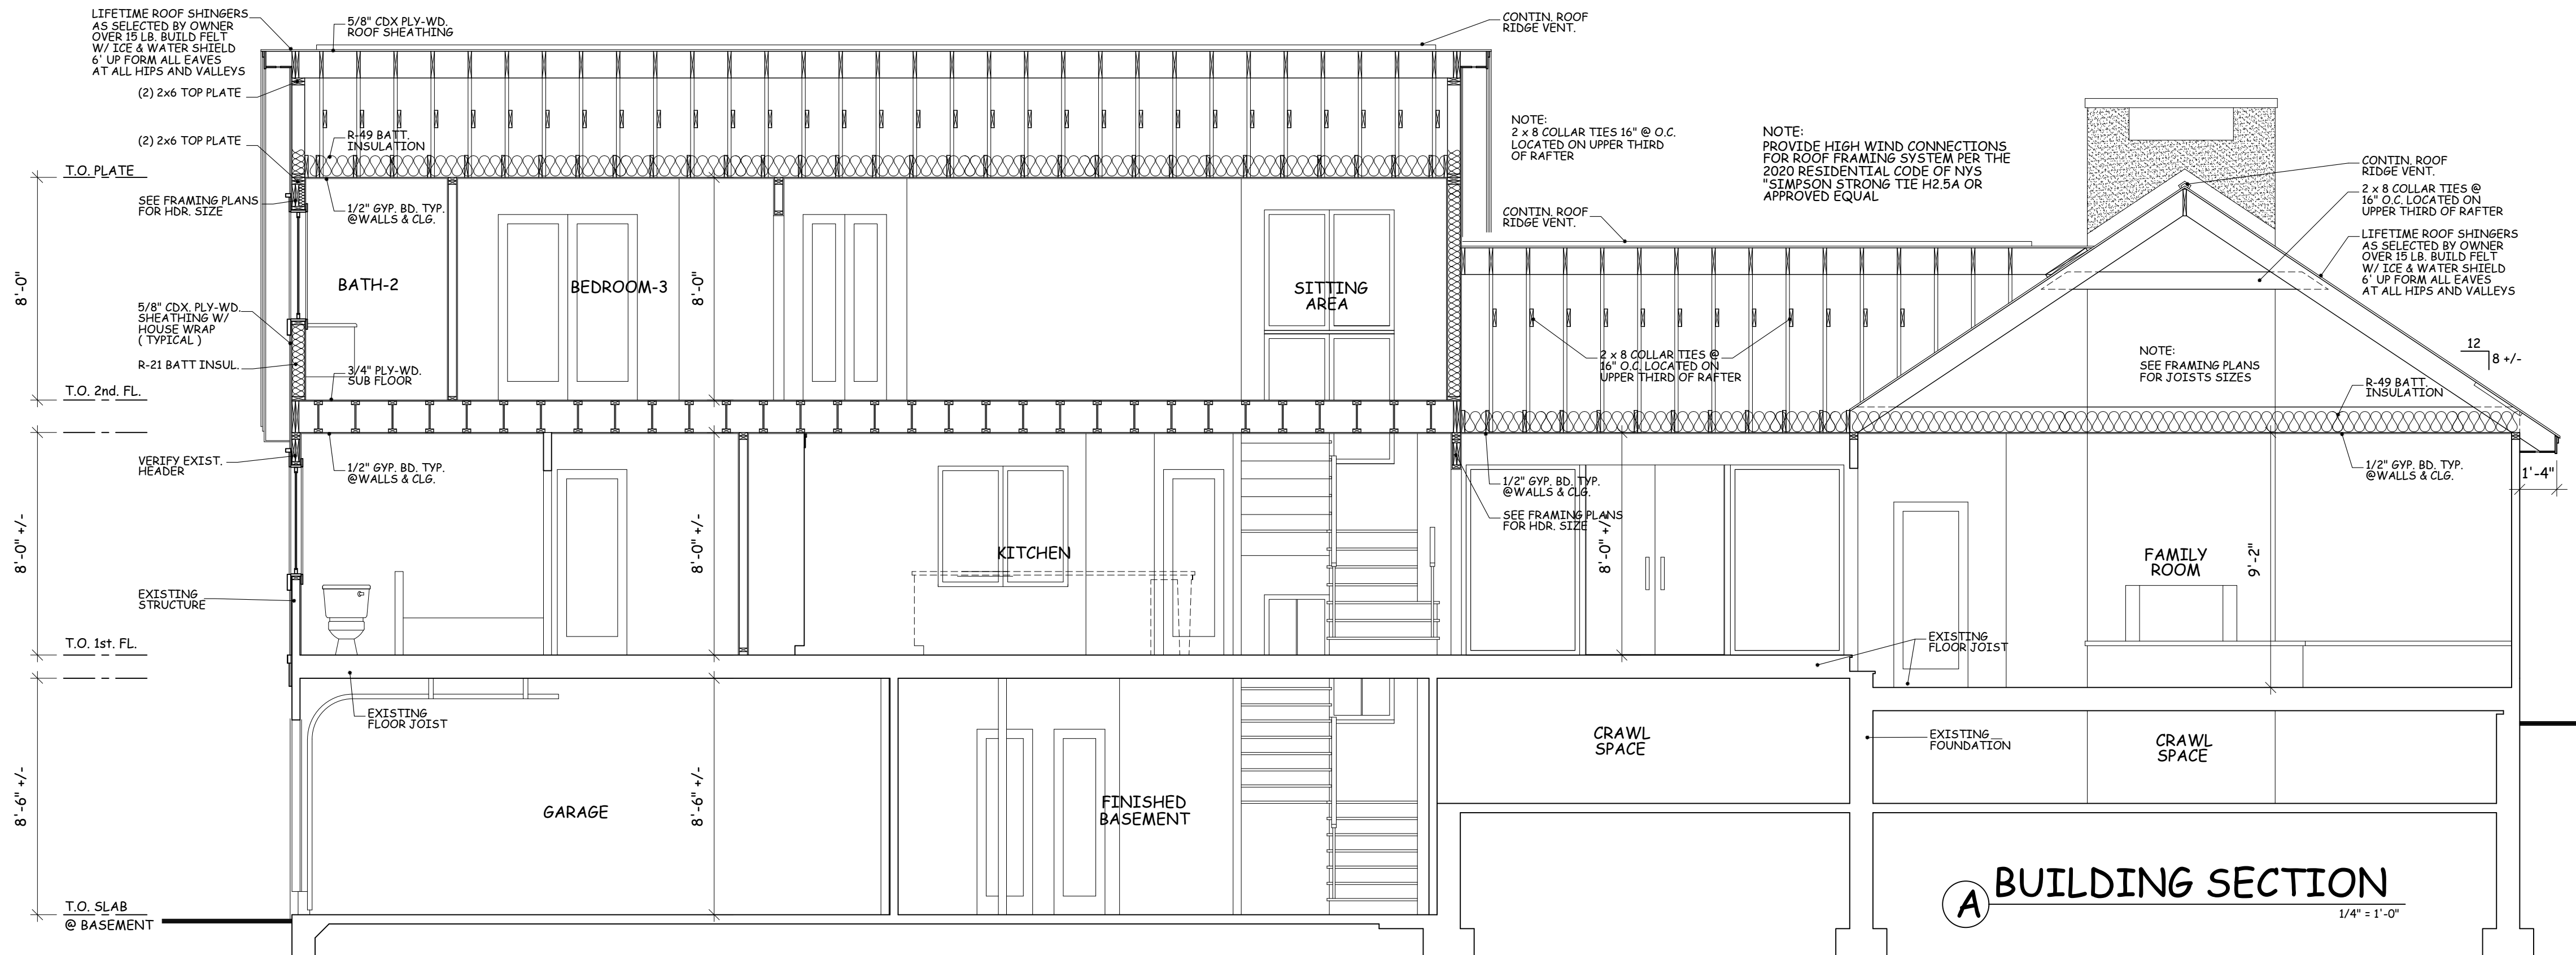 LIFETIME ROOF SHINGERS
AS SELECTED BY OWNER
OVER 15 LB. BUILD FELT
W/ ICE & WATER SHIELD
6' UP FORM ALL EAVES
AT ALL HIPS AND VALLEYS
5/8" CDX PLY-WD.
ROOF SHEATHING
CONTIN. ROOF
RIDGE VENT.
(2) 2x6 TOP PLATE
(2) 2x6 TOP PLATE
R-49 BATT.
INSULATION
NOTE:
2 x 8 COLLAR TIES 16" @ O.C.
LOCATED ON UPPER THIRD
OF RAFTER
NOTE:
PROVIDE HIGH WIND CONNECTIONS
FOR ROOF FRAMING SYSTEM PER THE
2020 RESIDENTIAL CODE OF NYS
"SIMPSON STRONG TIE H2.5A OR
APPROVED EQUAL
CONTIN. ROOF
RIDGE VENT.
2 x 8 COLLAR TIES @
16" O.C. LOCATED ON
UPPER THIRD OF RAFTER
LIFETIME ROOF SHINGERS
AS SELECTED BY OWNER
OVER 15 LB. BUILD FELT
W/ ICE & WATER SHIELD
6' UP FORM ALL EAVES
AT ALL HIPS AND VALLEYS
T.O. PLATE
SEE FRAMING PLANS
FOR HDR. SIZE
1/2" GYP. BD. TYP.
@WALLS & CLG.
CONTIN. ROOF
RIDGE VENT.
8'-0"
BATH-2
BEDROOM-3
8'-0"
SITTING
AREA
5/8" CDX. PLY-WD.
SHEATHING W/
HOUSE WRAP
( TYPICAL )
R-21 BATT INSUL.
3/4" PLY-WD.
SUB FLOOR
2 x 8 COLLAR TIES @
16" O.C. LOCATED ON
UPPER THIRD OF RAFTER
NOTE:
SEE FRAMING PLANS
FOR JOISTS SIZES
12
8 +/-
R-49 BATT.
INSULATION
T.O. 2nd. FL.
VERIFY EXIST.
HEADER
1/2" GYP. BD. TYP.
@WALLS & CLG.
1/2" GYP. BD. TYP.
@WALLS & CLG.
SEE FRAMING PLANS
FOR HDR. SIZE
1/2" GYP. BD. TYP.
@WALLS & CLG.
1'-4"
8'-0" +/-
8'-0" +/-
KITCHEN
8'-0" +/-
FAMILY
ROOM
9'-2"
EXISTING
STRUCTURE
T.O. 1st. FL.
EXISTING
FLOOR JOIST
EXISTING
FLOOR JOIST
CRAWL
SPACE
EXISTING
FOUNDATION
CRAWL
SPACE
8'-6" +/-
GARAGE
8'-6" +/-
FINISHED
BASEMENT
T.O. SLAB
@ BASEMENT
A BUILDING SECTION
1/4" = 1'-0"